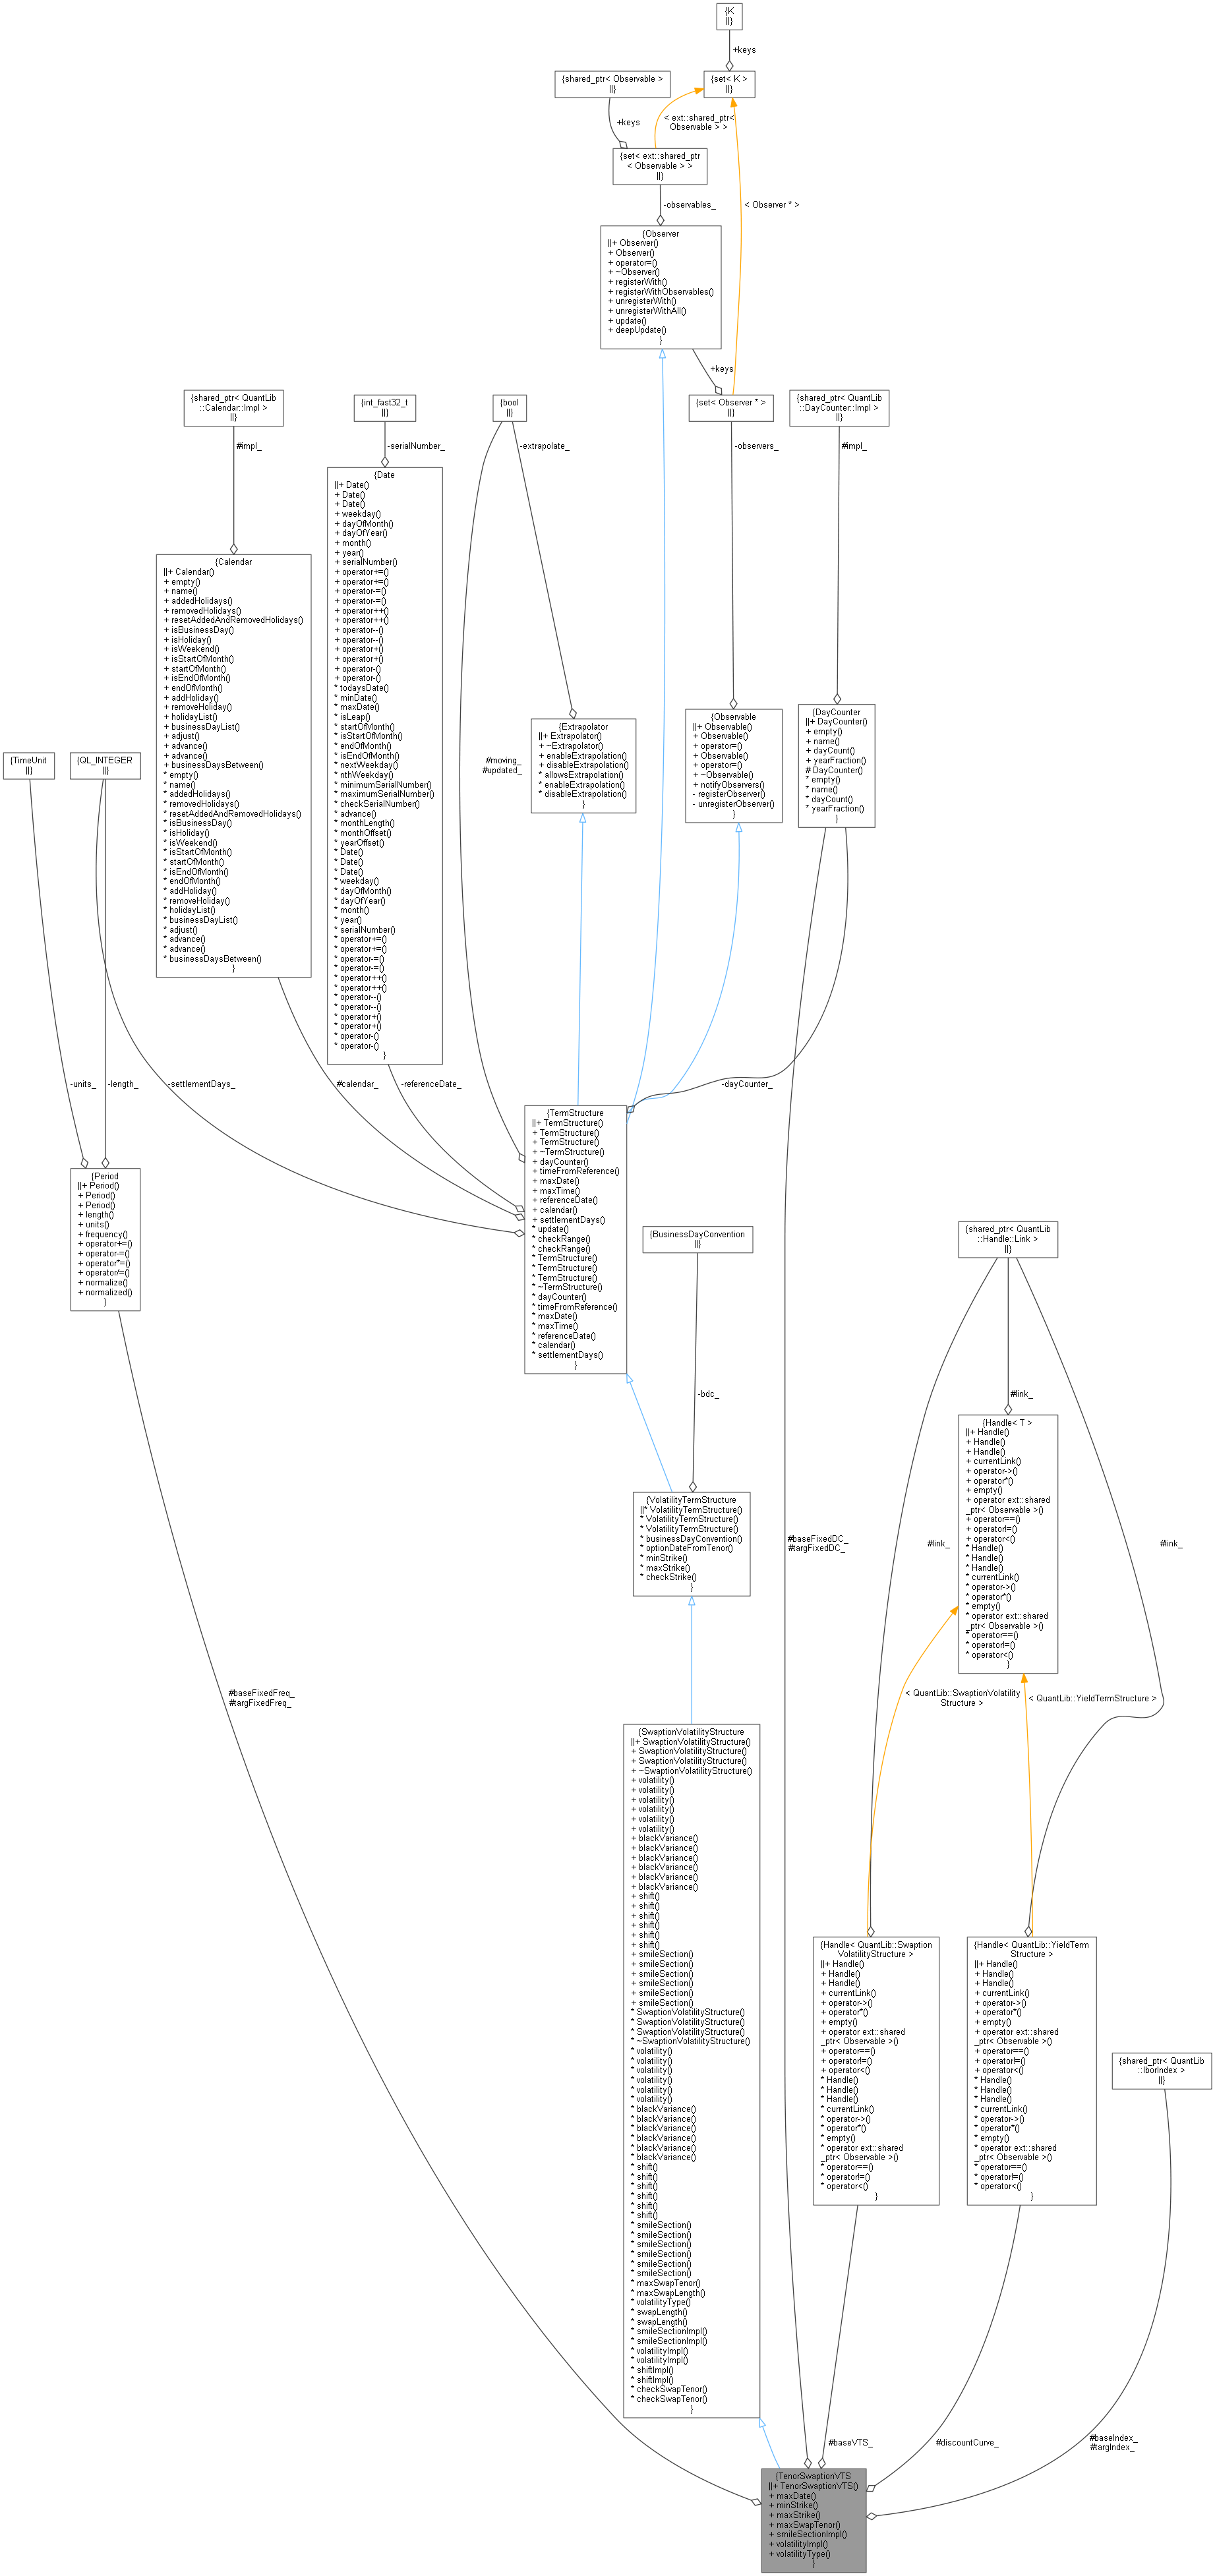 {K
||}
+keys
{shared_ptr< Observable >
||}
{set< K >
||}
+keys
< ext::shared_ptr<
Observable > >
{set< ext::shared_ptr
< Observable > >
||}
-observables_
< Observer * >
{Observer
||+ Observer()
+ Observer()
+ operator=()
+ ~Observer()
+ registerWith()
+ registerWithObservables()
+ unregisterWith()
+ unregisterWithAll()
+ update()
+ deepUpdate()
}
+keys
{shared_ptr< QuantLib
::Calendar::Impl >
||}
{int_fast32_t
||}
{bool
||}
{set< Observer * >
||}
{shared_ptr< QuantLib
::DayCounter::Impl >
||}
#impl_
-serialNumber_
-extrapolate_
-observers_
#impl_
{Date
||+ Date()
+ Date()
+ Date()
+ weekday()
+ dayOfMonth()
+ dayOfYear()
+ month()
+ year()
+ serialNumber()
+ operator+=()
+ operator+=()
+ operator-=()
+ operator-=()
+ operator++()
+ operator++()
+ operator--()
+ operator--()
+ operator+()
+ operator+()
+ operator-()
+ operator-()
* todaysDate()
* minDate()
* maxDate()
* isLeap()
* startOfMonth()
* isStartOfMonth()
* endOfMonth()
* isEndOfMonth()
* nextWeekday()
* nthWeekday()
* minimumSerialNumber()
* maximumSerialNumber()
* checkSerialNumber()
* advance()
* monthLength()
* monthOffset()
* yearOffset()
* Date()
* Date()
* Date()
* weekday()
* dayOfMonth()
* dayOfYear()
* month()
* year()
* serialNumber()
* operator+=()
* operator+=()
* operator-=()
* operator-=()
* operator++()
* operator++()
* operator--()
* operator--()
* operator+()
* operator+()
* operator-()
* operator-()
}
{Calendar
||+ Calendar()
+ empty()
+ name()
+ addedHolidays()
+ removedHolidays()
+ resetAddedAndRemovedHolidays()
+ isBusinessDay()
+ isHoliday()
+ isWeekend()
+ isStartOfMonth()
+ startOfMonth()
+ isEndOfMonth()
+ endOfMonth()
+ addHoliday()
+ removeHoliday()
+ holidayList()
+ businessDayList()
+ adjust()
+ advance()
+ advance()
+ businessDaysBetween()
* empty()
* name()
* addedHolidays()
* removedHolidays()
* resetAddedAndRemovedHolidays()
* isBusinessDay()
* isHoliday()
* isWeekend()
* isStartOfMonth()
* startOfMonth()
* isEndOfMonth()
* endOfMonth()
* addHoliday()
* removeHoliday()
* holidayList()
* businessDayList()
* adjust()
* advance()
* advance()
* businessDaysBetween()
}
{Extrapolator
||+ Extrapolator()
+ ~Extrapolator()
+ enableExtrapolation()
+ disableExtrapolation()
* allowsExtrapolation()
* enableExtrapolation()
* disableExtrapolation()
}
{Observable
||+ Observable()
+ Observable()
+ operator=()
+ Observable()
+ operator=()
+ ~Observable()
+ notifyObservers()
- registerObserver()
- unregisterObserver()
}
{DayCounter
||+ DayCounter()
+ empty()
+ name()
+ dayCount()
+ yearFraction()
# DayCounter()
* empty()
* name()
* dayCount()
* yearFraction()
}
{TimeUnit
||}
{QL_INTEGER
||}
#moving_
#updated_
-units_
-length_
-settlementDays_
#calendar_
-referenceDate_
-dayCounter_
{TermStructure
||+ TermStructure()
+ TermStructure()
+ TermStructure()
+ ~TermStructure()
+ dayCounter()
+ timeFromReference()
+ maxDate()
+ maxTime()
+ referenceDate()
+ calendar()
+ settlementDays()
* update()
* checkRange()
* checkRange()
* TermStructure()
* TermStructure()
* TermStructure()
* ~TermStructure()
* dayCounter()
* timeFromReference()
* maxDate()
* maxTime()
* referenceDate()
* calendar()
* settlementDays()
}
{Period
||+ Period()
+ Period()
+ Period()
+ length()
+ units()
+ frequency()
+ operator+=()
+ operator-=()
+ operator*=()
+ operator/=()
+ normalize()
+ normalized()
}
{BusinessDayConvention
||}
{shared_ptr< QuantLib
::Handle::Link >
||}
-bdc_
#link_
{Handle< T >
||+ Handle()
+ Handle()
+ Handle()
+ currentLink()
+ operator->()
+ operator*()
+ empty()
+ operator ext::shared
_ptr< Observable >()
+ operator==()
+ operator!=()
+ operator<()
* Handle()
* Handle()
* Handle()
* currentLink()
* operator->()
* operator*()
* empty()
* operator ext::shared
_ptr< Observable >()
* operator==()
* operator!=()
* operator<()
}
{VolatilityTermStructure
||* VolatilityTermStructure()
* VolatilityTermStructure()
* VolatilityTermStructure()
* businessDayConvention()
* optionDateFromTenor()
* minStrike()
* maxStrike()
* checkStrike()
}
#baseFixedDC_
#targFixedDC_
#link_
#link_
#baseFixedFreq_
#targFixedFreq_
< QuantLib::SwaptionVolatility
Structure >
< QuantLib::YieldTermStructure >
{SwaptionVolatilityStructure
||+ SwaptionVolatilityStructure()
+ SwaptionVolatilityStructure()
+ SwaptionVolatilityStructure()
+ ~SwaptionVolatilityStructure()
+ volatility()
+ volatility()
+ volatility()
+ volatility()
+ volatility()
+ volatility()
+ blackVariance()
+ blackVariance()
+ blackVariance()
+ blackVariance()
+ blackVariance()
+ blackVariance()
+ shift()
+ shift()
+ shift()
+ shift()
+ shift()
+ shift()
+ smileSection()
+ smileSection()
+ smileSection()
+ smileSection()
+ smileSection()
+ smileSection()
* SwaptionVolatilityStructure()
* SwaptionVolatilityStructure()
* SwaptionVolatilityStructure()
* ~SwaptionVolatilityStructure()
* volatility()
* volatility()
* volatility()
* volatility()
* volatility()
* volatility()
* blackVariance()
* blackVariance()
* blackVariance()
* blackVariance()
* blackVariance()
* blackVariance()
* shift()
* shift()
* shift()
* shift()
* shift()
* shift()
* smileSection()
* smileSection()
* smileSection()
* smileSection()
* smileSection()
* smileSection()
* maxSwapTenor()
* maxSwapLength()
* volatilityType()
* swapLength()
* swapLength()
* smileSectionImpl()
* smileSectionImpl()
* volatilityImpl()
* volatilityImpl()
* shiftImpl()
* shiftImpl()
* checkSwapTenor()
* checkSwapTenor()
}
{Handle< QuantLib::Swaption
VolatilityStructure >
||+ Handle()
+ Handle()
+ Handle()
+ currentLink()
+ operator->()
+ operator*()
+ empty()
+ operator ext::shared
_ptr< Observable >()
+ operator==()
+ operator!=()
+ operator<()
* Handle()
* Handle()
* Handle()
* currentLink()
* operator->()
* operator*()
* empty()
* operator ext::shared
_ptr< Observable >()
* operator==()
* operator!=()
* operator<()
}
{Handle< QuantLib::YieldTerm
Structure >
||+ Handle()
+ Handle()
+ Handle()
+ currentLink()
+ operator->()
+ operator*()
+ empty()
+ operator ext::shared
_ptr< Observable >()
+ operator==()
+ operator!=()
+ operator<()
* Handle()
* Handle()
* Handle()
* currentLink()
* operator->()
* operator*()
* empty()
* operator ext::shared
_ptr< Observable >()
* operator==()
* operator!=()
* operator<()
}
{shared_ptr< QuantLib
::IborIndex >
||}
#baseVTS_
#discountCurve_
#baseIndex_
#targIndex_
{TenorSwaptionVTS
||+ TenorSwaptionVTS()
+ maxDate()
+ minStrike()
+ maxStrike()
+ maxSwapTenor()
+ smileSectionImpl()
+ volatilityImpl()
+ volatilityType()
}